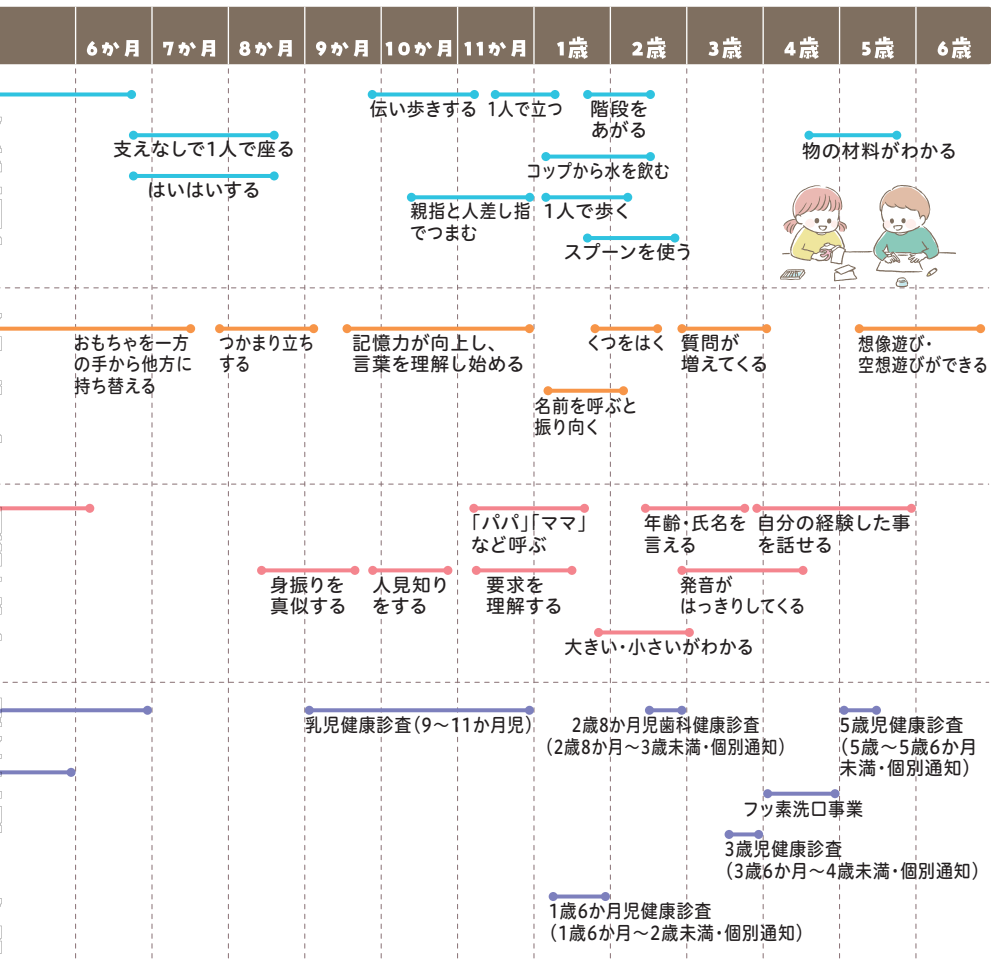 6か月 7か月 8か月 9か月 10か月 11か月 1歳 2歳 3歳 4歳 5歳 6歳
伝い歩きする
1人で立つ
階段を
あがる
支えなしで1人で座る
物の材料がわかる
コップから水を飲む
はいはいする
親指と人差し指
でつまむ
1人で歩く
スプーンを使う
おもちゃを一方
の手から他方に
持ち替える
つかまり立ち
する
記憶力が向上し、
言葉を理解し始める
くつをはく
質問が
増えてくる
想像遊び・
空想遊びができる
名前を呼ぶと
振り向く
「パパ」「ママ」
など呼ぶ
年齢・氏名を
言える
自分の経験した事
を話せる
身振りを
真似する
人見知り
をする
要求を
理解する
発音が
はっきりしてくる
大きい・小さいがわかる
乳児健康診査(9〜11か月児)
2歳8か月児歯科健康診査
(2歳8か月〜3歳未満・個別通知)
5歳児健康診査
(5歳〜5歳6か月
未満・個別通知)
フッ素洗口事業
3歳児健康診査
(3歳6か月〜4歳未満・個別通知)
1歳6か月児健康診査
(1歳6か月〜2歳未満・個別通知)